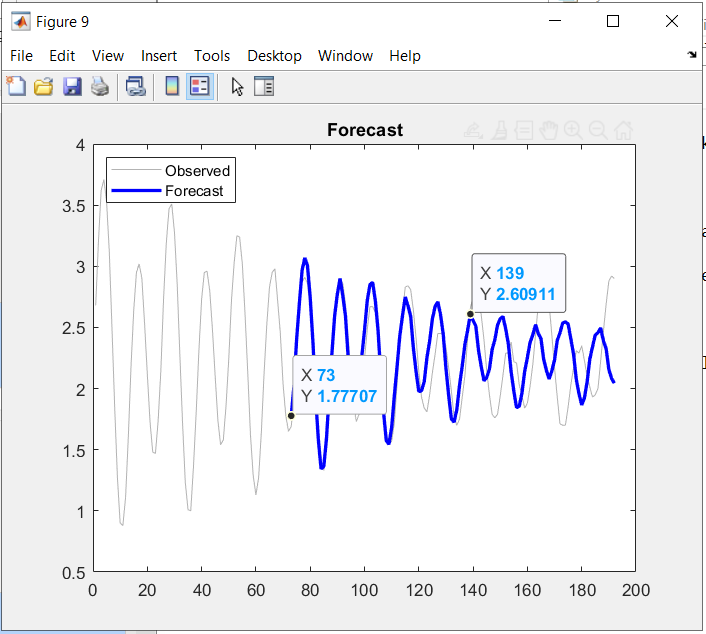 Figure 9
File Edit View Insert Tools Desktop Window Help
Forecast
4
3.5
3
2.5
2
1.5
1
0.5
Observed
Forecast
X 139
Y 2.60911
X 73
Y 1.77707
0 20 40 60 80 100 120 140 160 180 200